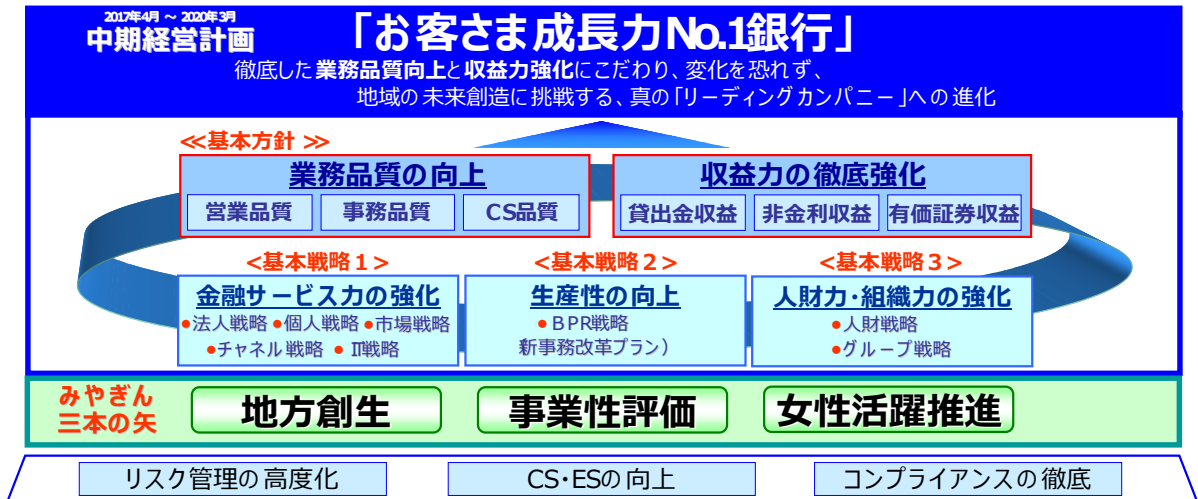 2017年4月 ~ 2020年3月
中期経営計画
「お客さま成長力No.1銀行」
徹底した業務品質向上と収益力強化にこだわり、変化を恐れず、
地域の未来創造に挑戦する、真の「リーディングカンパニー」への進化
≪基本方針 ≫
業務品質の向上
営業品質 事務品質 CS品質
収益力の徹底強化
貸出金収益 非金利収益 有価証券収益
<基本戦略1>
金融サービス力の強化
●法人戦略 ●個人戦略 ●市場戦略
●チャネル戦略 ● IT戦略
<基本戦略2>
生産性の向上
● BPR戦略
(新事務改革プラン)
<基本戦略3>
人財力・組織力の強化
●人財戦略
●グループ戦略
みやぎん
三本の矢
地方創生 事業性評価 女性活躍推進
リスク管理の高度化 CS・ESの向上 コンプライアンスの徹底